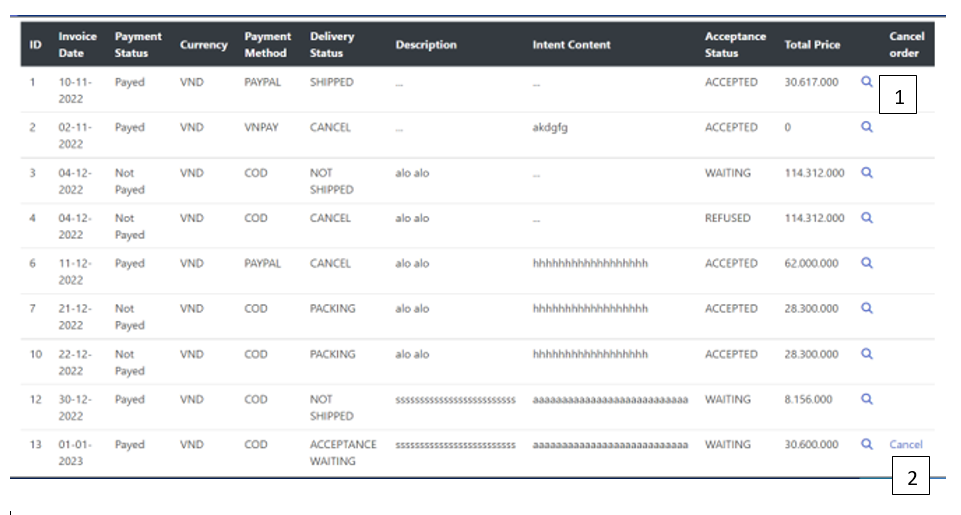 ID Invoice Date Payment Status Currency Payment Method Delivery Status Description Intent Content Acceptance Status Total Price Cancel order
1 10-11-2022 Payed VND PAYPAL SHIPPED ... ... ACCEPTED 30.617.000
1
2 02-11-2022 Payed VND VNPAY CANCEL ... akdgfg ACCEPTED 0
3 04-12-2022 Not Payed VND COD NOT SHIPPED alo alo ... WAITING 114.312.000
4 04-12-2022 Not Payed VND COD CANCEL alo alo ... REFUSED 114.312.000
6 11-12-2022 Payed VND PAYPAL CANCEL alo alo hhhhhhhhhhhhhhhhhh ACCEPTED 62.000.000
7 21-12-2022 Not Payed VND COD PACKING alo alo hhhhhhhhhhhhhhhhhh ACCEPTED 28.300.000
10 22-12-2022 Not Payed VND COD PACKING alo alo hhhhhhhhhhhhhhhhhh ACCEPTED 28.300.000
12 30-12-2022 Payed VND COD NOT SHIPPED sssssssssssssssssssssssss aaaaaaaaaaaaaaaaaaaaaaaaaaa WAITING 8.156.000
13 01-01-2023 Payed VND COD ACCEPTANCE WAITING sssssssssssssssssssssssss aaaaaaaaaaaaaaaaaaaaaaaaaaa WAITING 30.600.000 Cancel
2